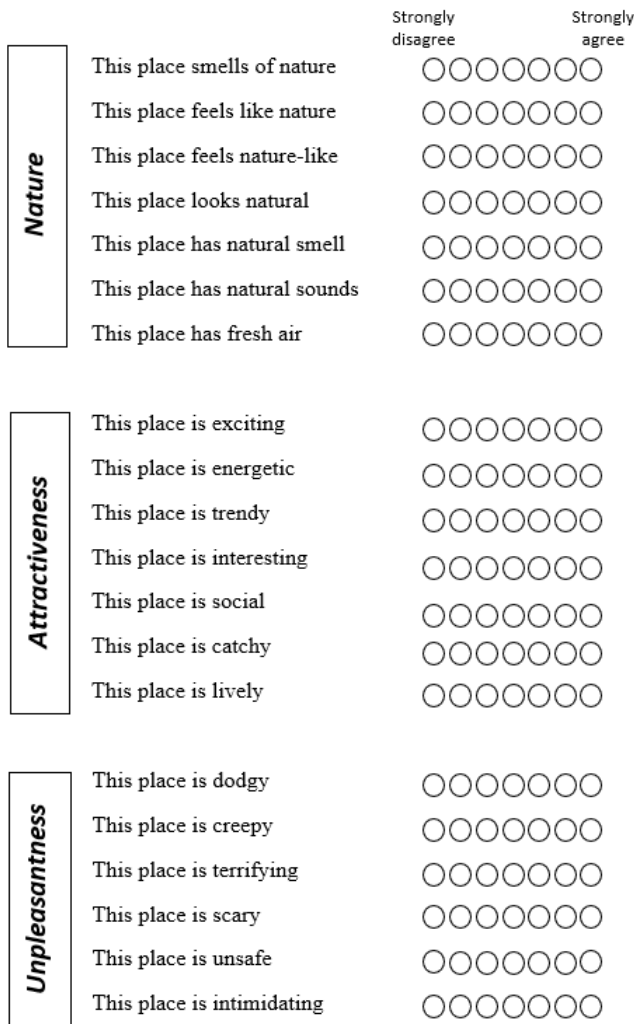 Strongly disagree
Strongly agree
Nature
This place smells of nature
This place feels like nature
This place feels nature-like
This place looks natural
This place has natural smell
This place has natural sounds
This place has fresh air
Attractiveness
This place is exciting
This place is energetic
This place is trendy
This place is interesting
This place is social
This place is catchy
This place is lively
Unpleasantness
This place is dodgy
This place is creepy
This place is terrifying
This place is scary
This place is unsafe
This place is intimidating